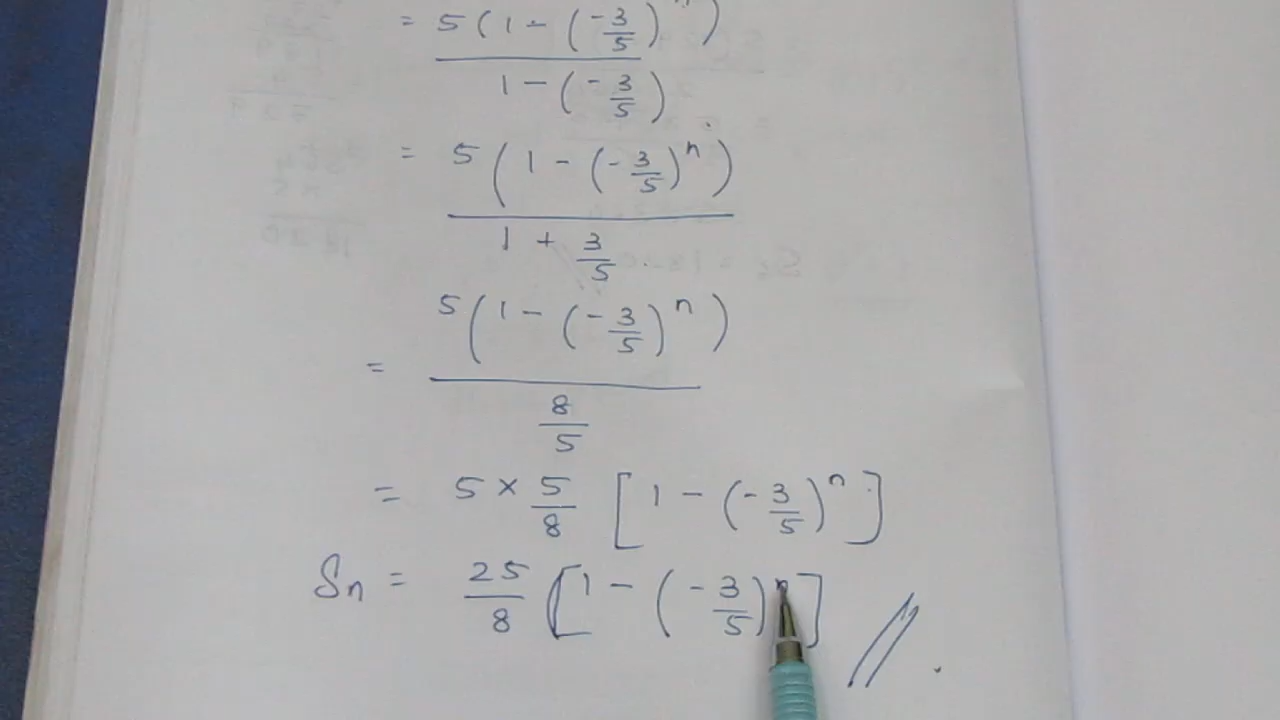 = 5(1 - (-3/5)^n) / 1 - (-3/5)
= 5(1 - (-3/5)^n) / 1 + 3/5
= 5(1 - (-3/5)^n) / 8/5
= 5 × 5/8 [1 - (-3/5)^n]
Sn = 25/8 [1 - (-3/5)^n]